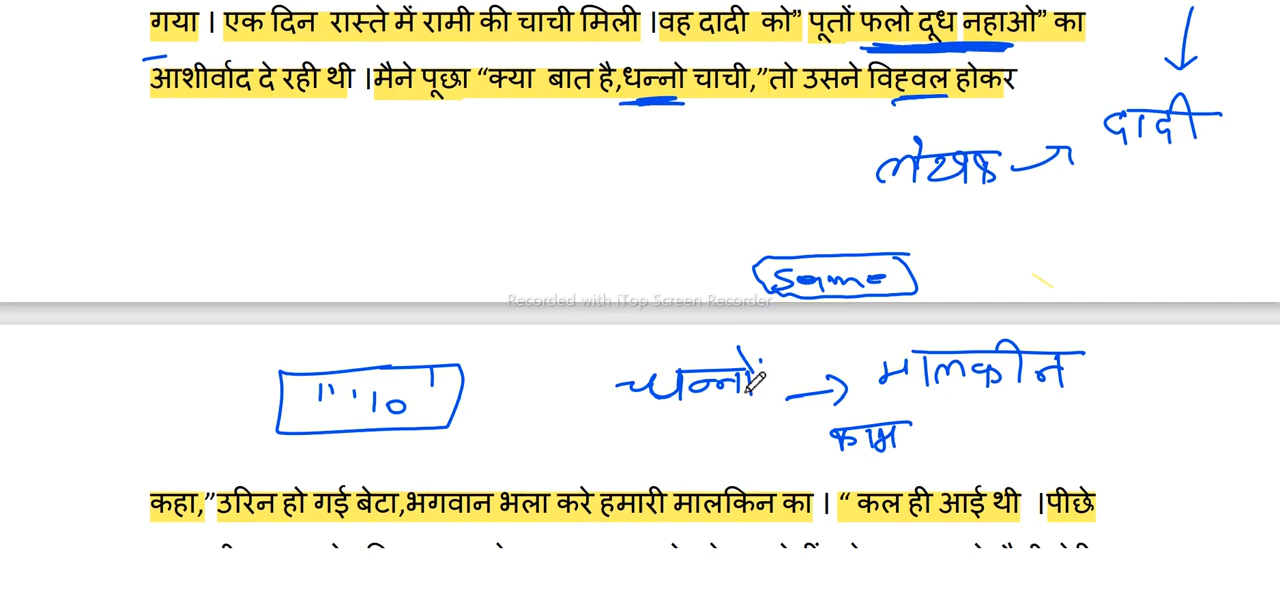 गया । एक दिन रास्ते में रामी की चाची मिली ।वह दादी को” पूतों फलो दूध नहाओ” का
आशीर्वाद दे रही थी ।मैने पूछा “क्या बात है,धन्नो चाची,”तो उसने विह्वल होकर
दादी
लेखक
Same
Recorded with iTop Screen Recorder
धन्नो मालकीन
काम
कहा,”उरिन हो गई बेटा,भगवान भला करे हमारी मालकिन का । “ कल ही आई थी ।पीछे